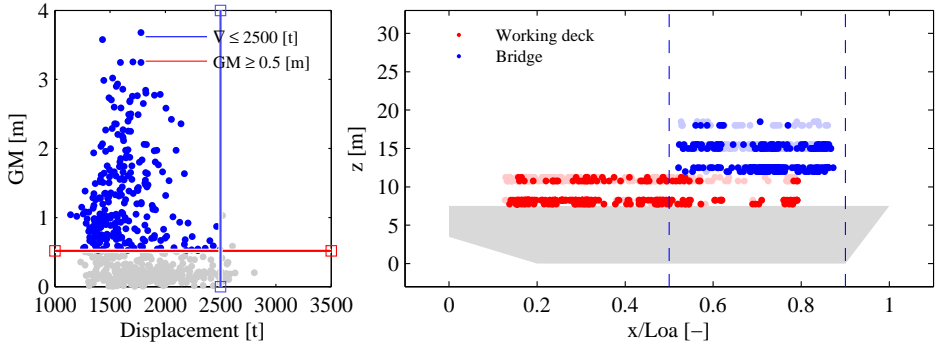 4
3
2
1
0
GM [m]
∇ ≤ 2500 [t]
GM ≥ 0.5 [m]
1000 1500 2000 2500 3000 3500
Displacement [t]
30
25
20
15
10
5
0
z [m]
Working deck
Bridge
0 0.2 0.4 0.6 0.8 1
x/Loa [−]